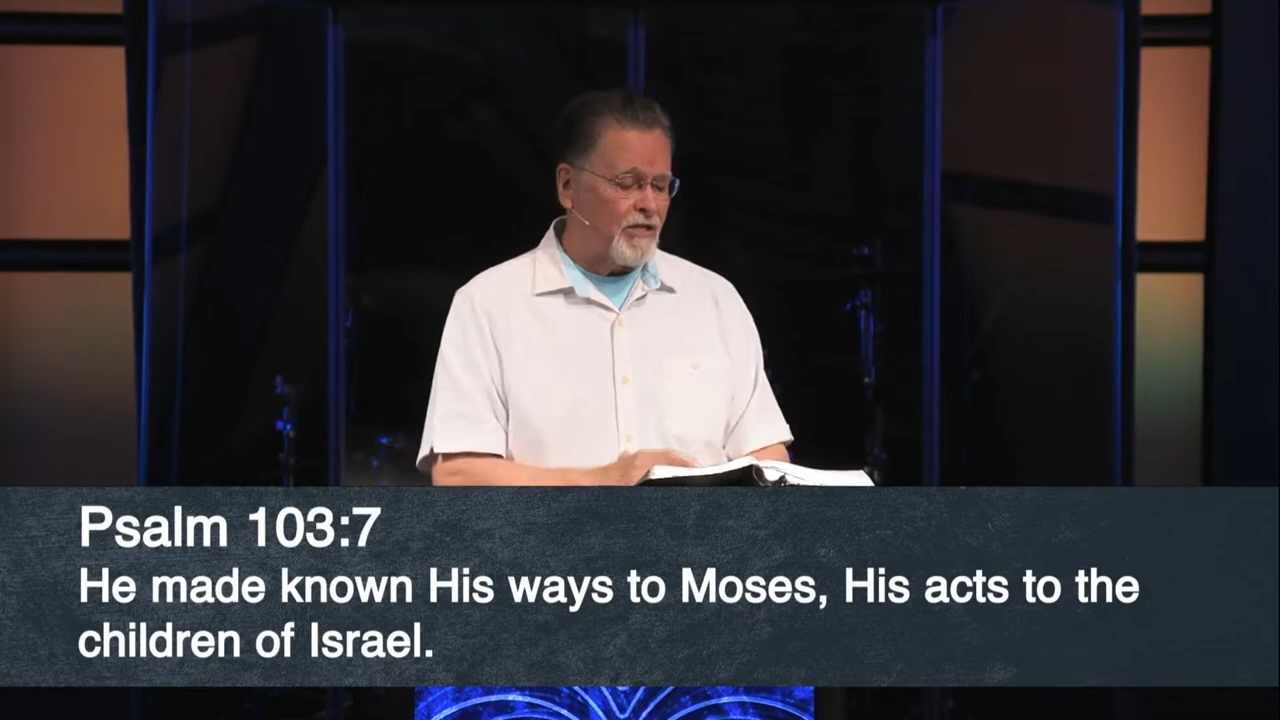 Psalm 103:7
He made known His ways to Moses, His acts to the
children of Israel.